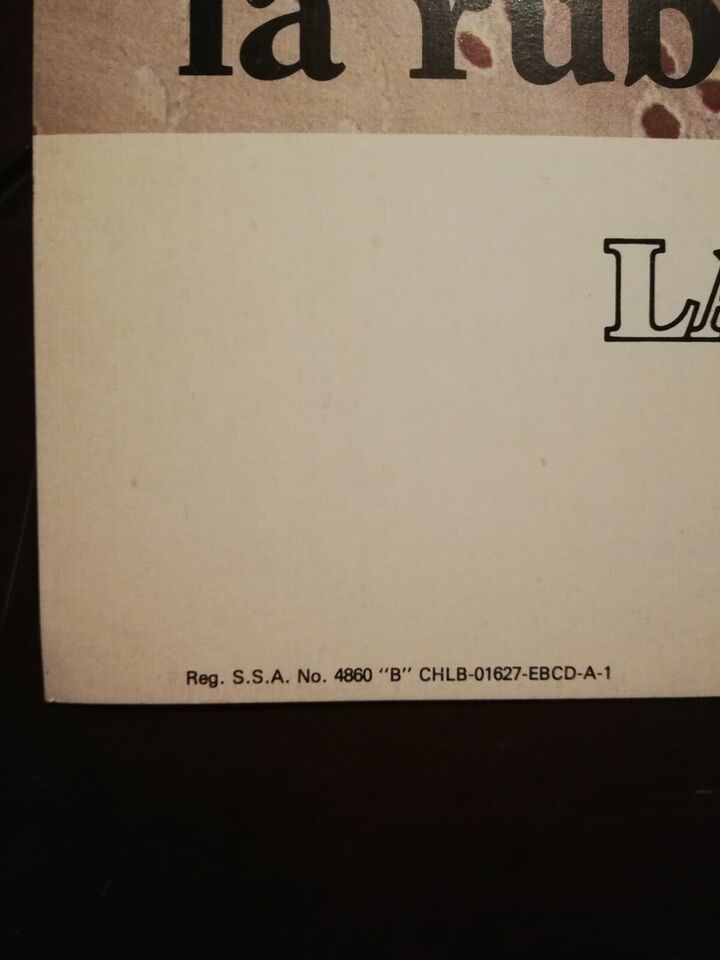 la rub
L
Reg. S.S.A. No. 4860 "B" CHLB-01627-EBCD-A-1